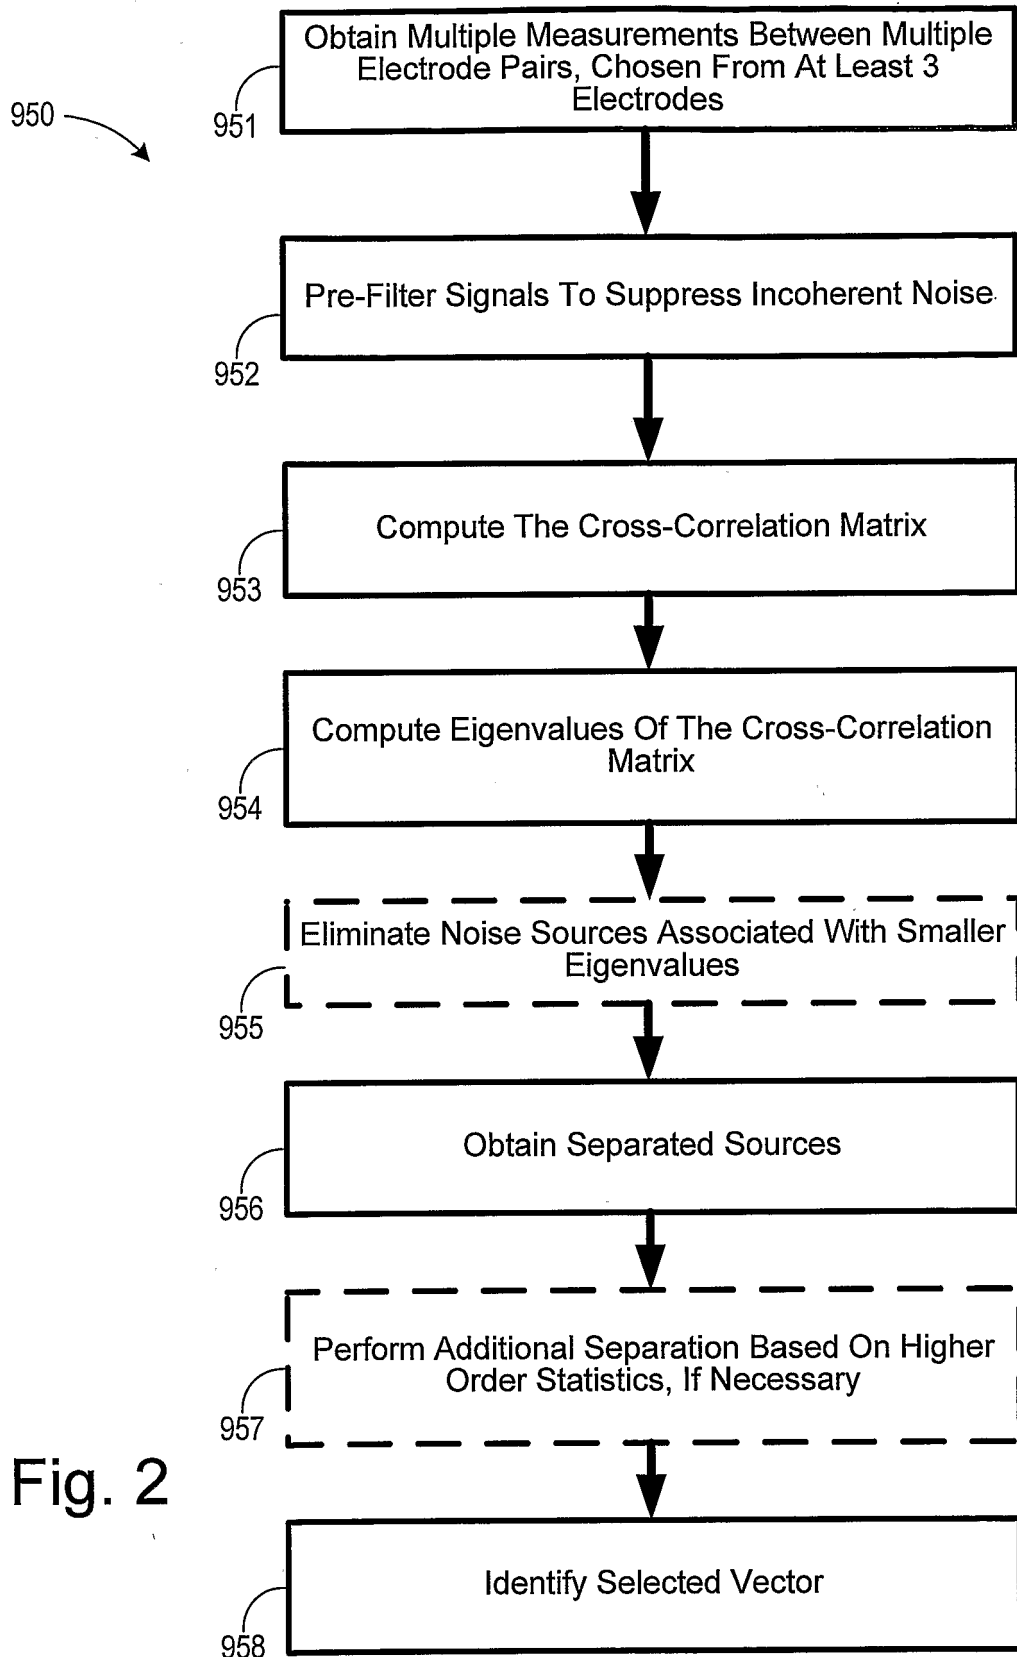 Obtain Multiple Measurements Between Multiple
Electrode Pairs, Chosen From At Least 3
Electrodes
950
951
Pre-Filter Signals To Suppress Incoherent Noise
952
Compute The Cross-Correlation Matrix
953
Compute Eigenvalues Of The Cross-Correlation
Matrix
954
Eliminate Noise Sources Associated With Smaller
Eigenvalues
955
Obtain Separated Sources
956
Perform Additional Separation Based On Higher
Order Statistics, If Necessary
957
Fig. 2
Identify Selected Vector
958